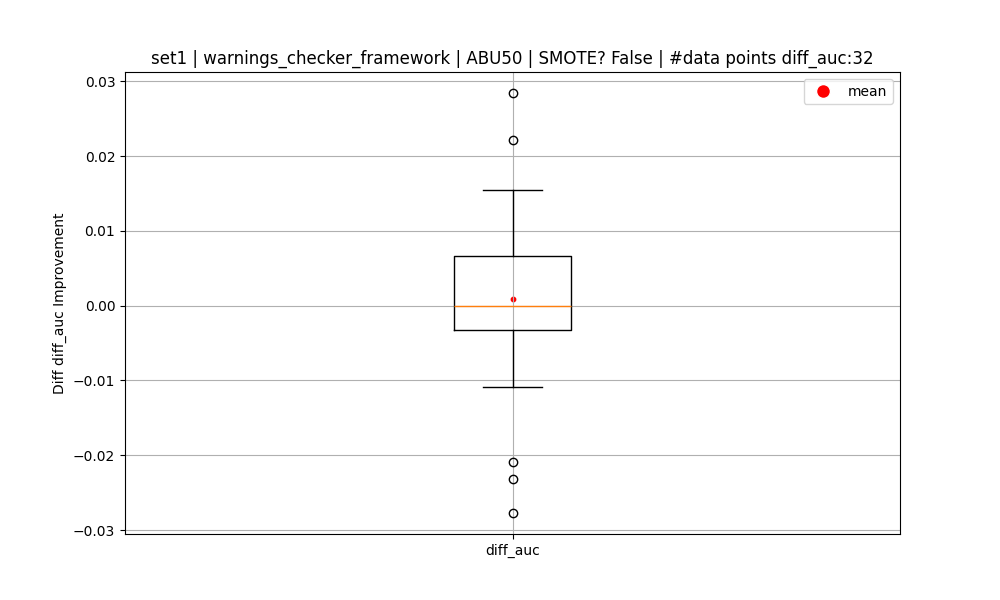 set1 | warnings_checker_framework | ABU50 | SMOTE? False | #data points diff_auc:32
mean
0.03
0.02
0.01
0.00
−0.01
−0.02
−0.03
Diff diff_auc Improvement
diff_auc